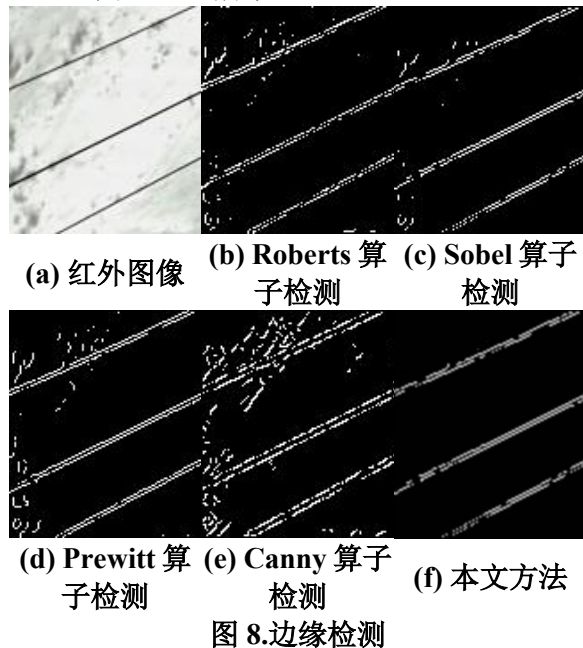 (a) 红外图像
(b) Roberts 算
子检测
(c) Sobel 算子
检测
(d) Prewitt 算
子检测
(e) Canny 算子
检测
(f) 本文方法
图 8.边缘检测